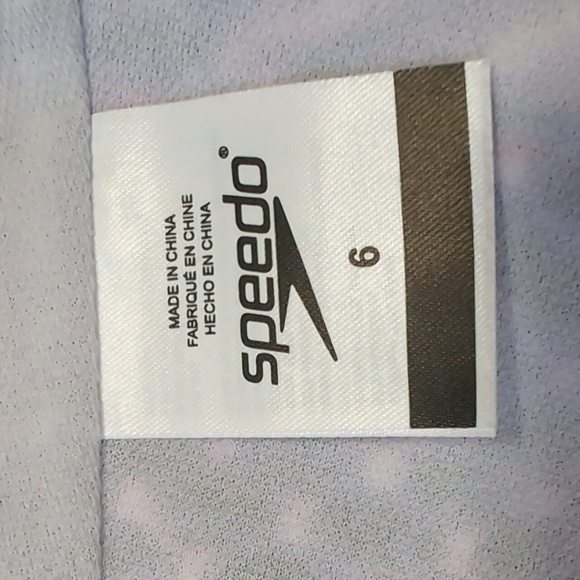 MADE IN CHINA
FABRIQUÉ EN CHINE
HECHO EN CHINA
speedo®
6